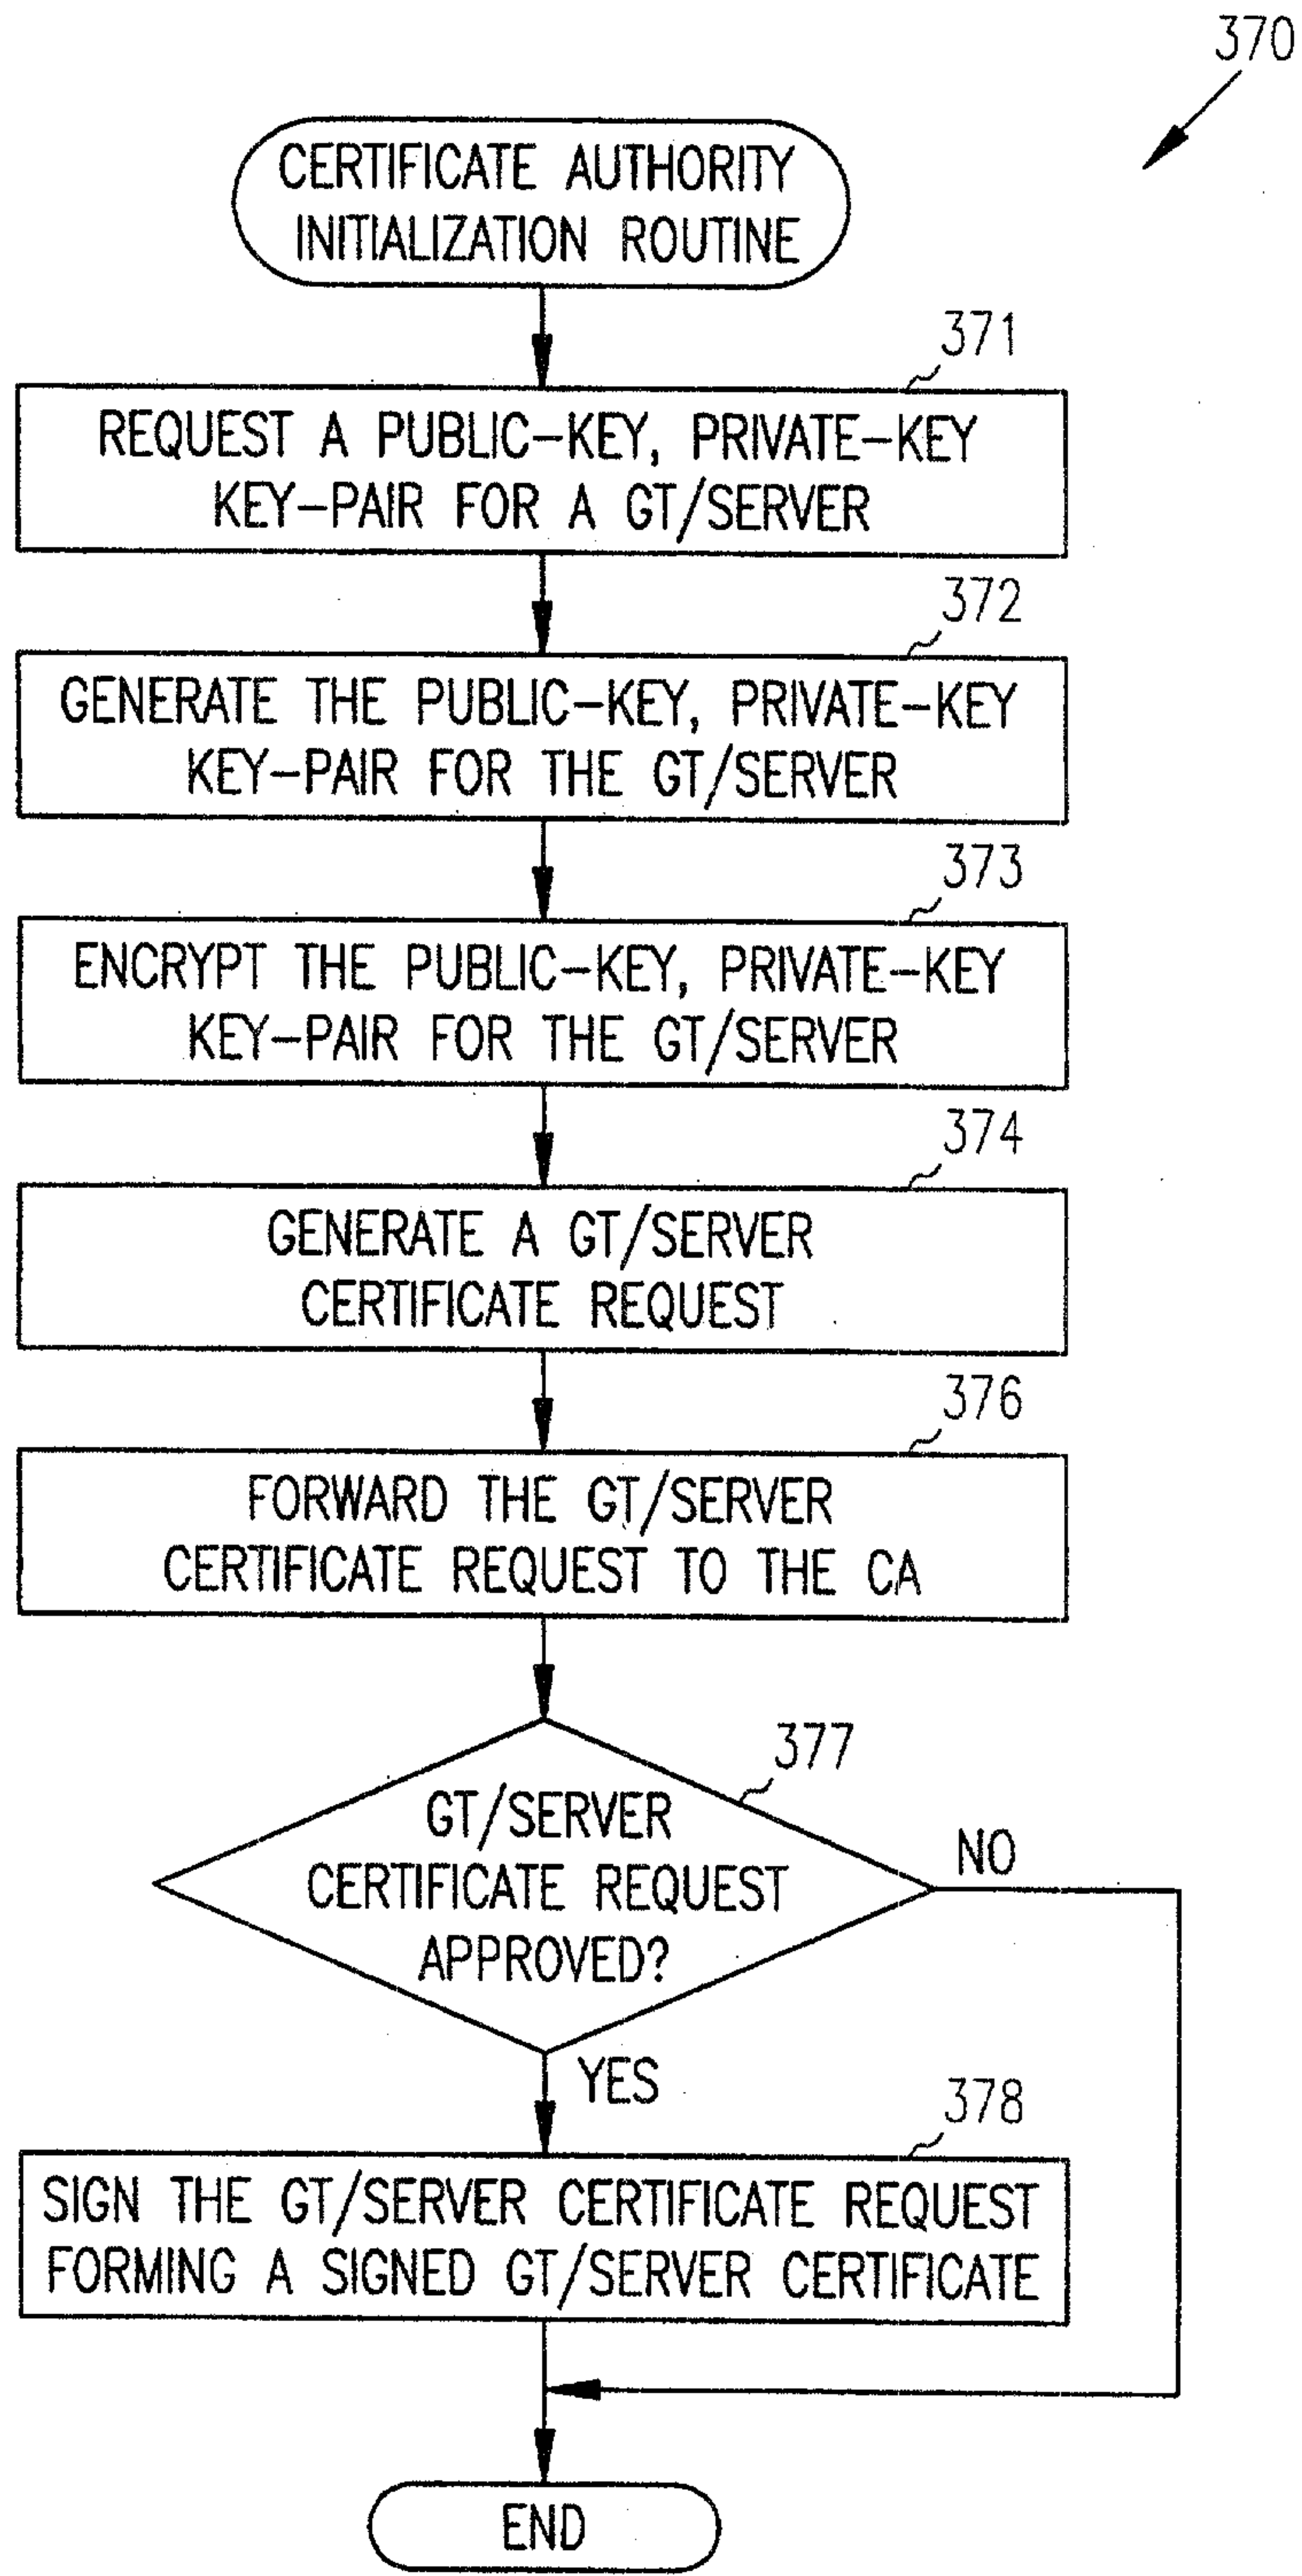 370
CERTIFICATE AUTHORITY
INITIALIZATION ROUTINE
371
REQUEST A PUBLIC-KEY, PRIVATE-KEY
KEY-PAIR FOR A GT/SERVER
372
GENERATE THE PUBLIC-KEY, PRIVATE-KEY
KEY-PAIR FOR THE GT/SERVER
373
ENCRYPT THE PUBLIC-KEY, PRIVATE-KEY
KEY-PAIR FOR THE GT/SERVER
374
GENERATE A GT/SERVER
CERTIFICATE REQUEST
376
FORWARD THE GT/SERVER
CERTIFICATE REQUEST TO THE CA
377
GT/SERVER
CERTIFICATE REQUEST
APPROVED?
NO
YES
378
SIGN THE GT/SERVER CERTIFICATE REQUEST
FORMING A SIGNED GT/SERVER CERTIFICATE
END